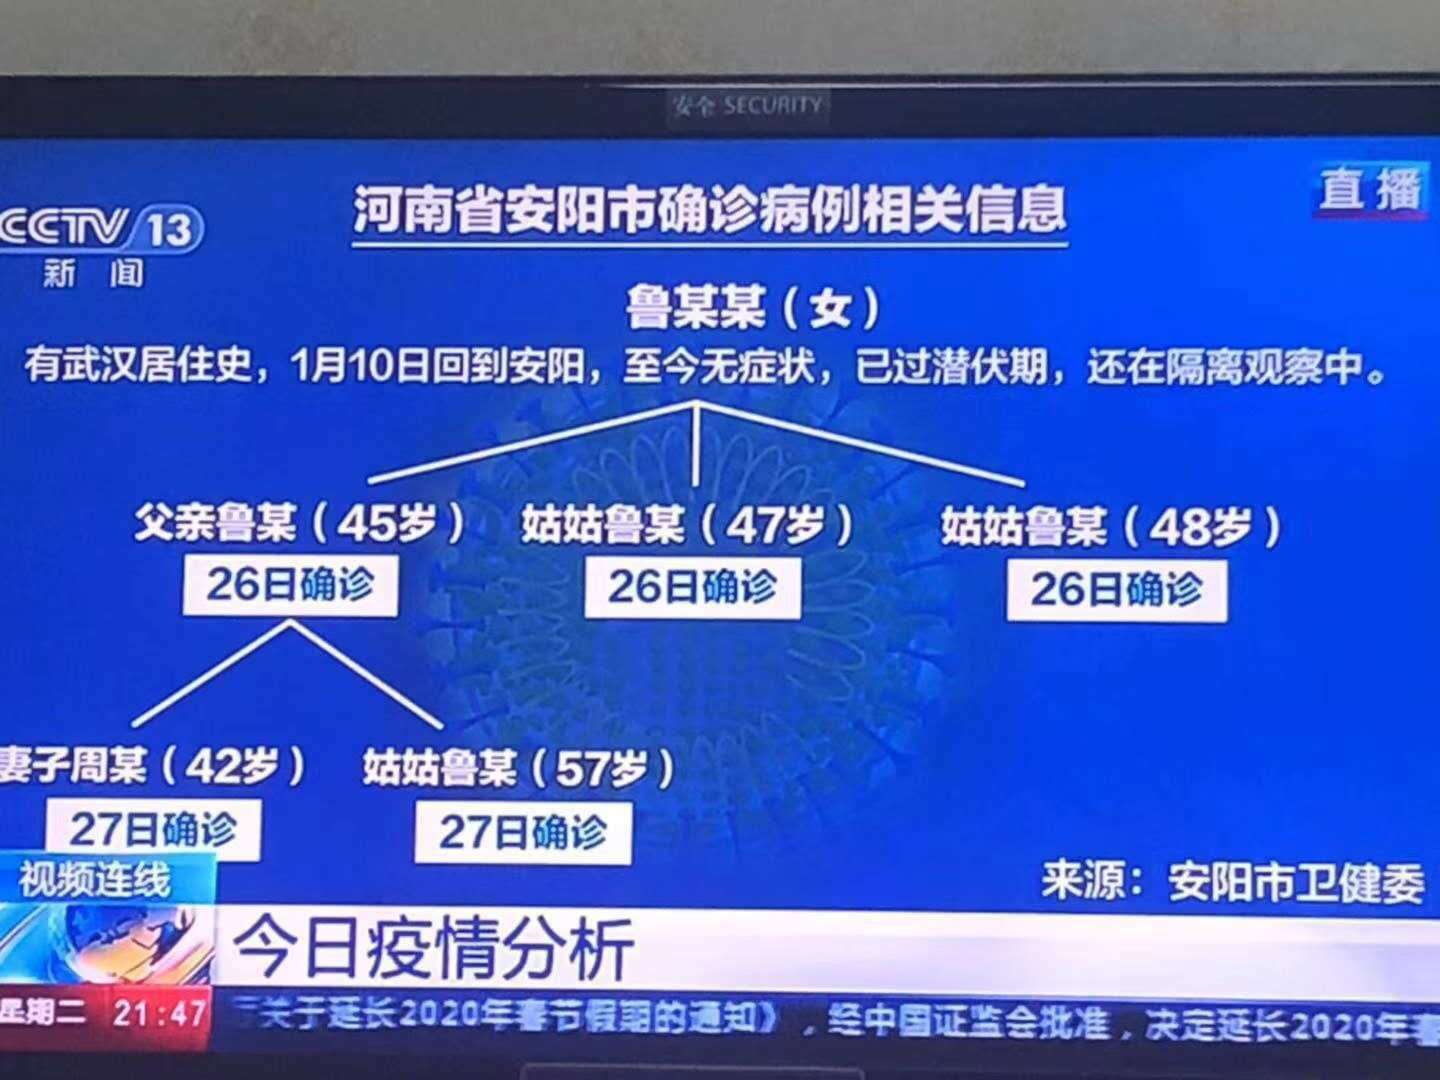 安全 SECURITY
河南省安阳市确诊病例相关信息
直播
CCTV 13
新闻
鲁某某（女）
有武汉居住史，1月10日回到安阳，至今无症状，已过潜伏期，还在隔离观察中。
父亲鲁某（45岁）
姑姑鲁某（47岁）
姑姑鲁某（48岁）
26日确诊
26日确诊
26日确诊
妻子周某（42岁）
姑姑鲁某（57岁）
27日确诊
27日确诊
视频连线
来源：安阳市卫健委
今日疫情分析
星期二 21:47
关于延长2020年春节假期的通知》，经中国证监会批准，决定延长2020年春